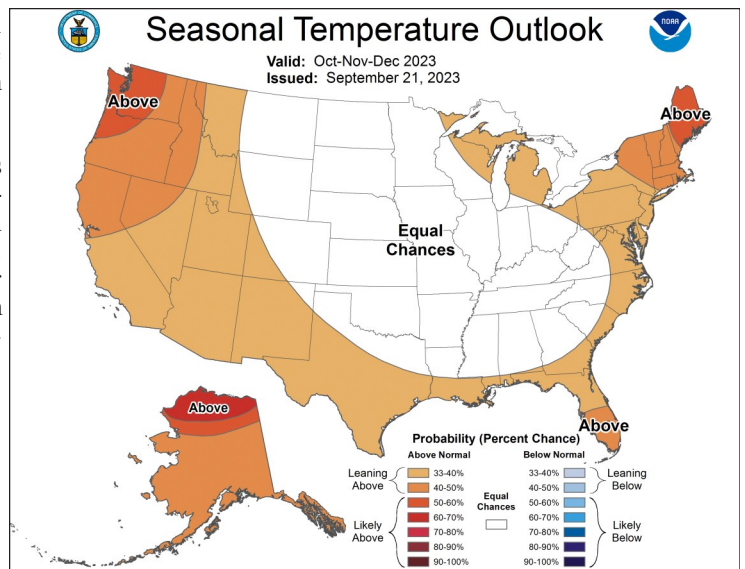 NOAA
Seasonal Temperature Outlook
Valid: Oct-Nov-Dec 2023
Issued: September 21, 2023
Above
Above
Equal
Chances
Above
Above
Probability (Percent Chance)
Above Normal
Below Normal
Leaning
Above
33-40%
40-50%
50-60%
60-70%
70-80%
80-90%
90-100%
Likely
Above
Equal
Chances
33-40%
40-50%
50-60%
60-70%
70-80%
80-90%
90-100%
Leaning
Below
Likely
Below